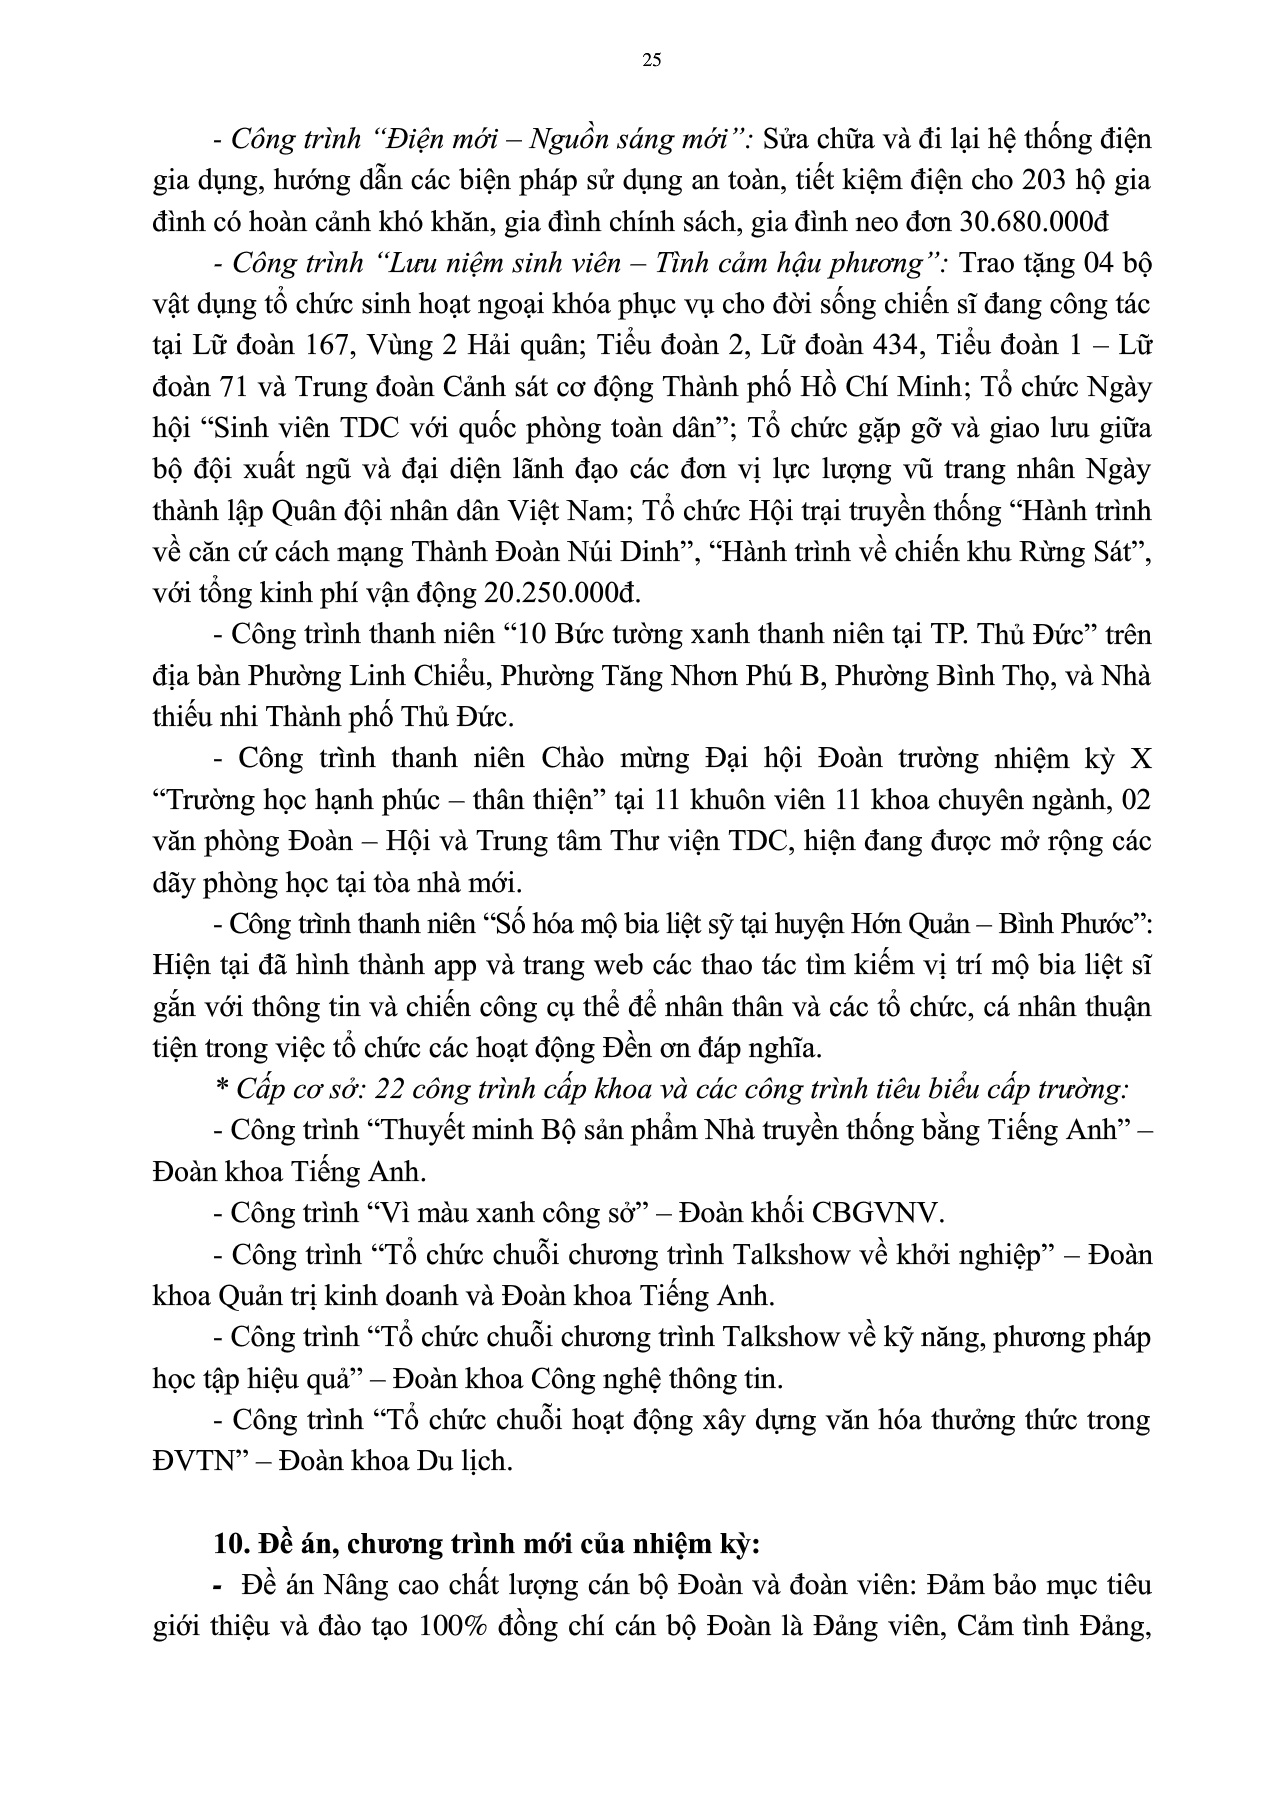 25
- Công trình “Điện mới – Nguồn sáng mới”: Sửa chữa và đi lại hệ thống điện
gia dụng, hướng dẫn các biện pháp sử dụng an toàn, tiết kiệm điện cho 203 hộ gia
đình có hoàn cảnh khó khăn, gia đình chính sách, gia đình neo đơn 30.680.000đ
- Công trình “Lưu niệm sinh viên – Tình cảm hậu phương”: Trao tặng 04 bộ
vật dụng tổ chức sinh hoạt ngoại khóa phục vụ cho đời sống chiến sĩ đang công tác
tại Lữ đoàn 167, Vùng 2 Hải quân; Tiểu đoàn 2, Lữ đoàn 434, Tiểu đoàn 1 – Lữ
đoàn 71 và Trung đoàn Cảnh sát cơ động Thành phố Hồ Chí Minh; Tổ chức Ngày
hội “Sinh viên TDC với quốc phòng toàn dân”; Tổ chức gặp gỡ và giao lưu giữa
bộ đội xuất ngũ và đại diện lãnh đạo các đơn vị lực lượng vũ trang nhân Ngày
thành lập Quân đội nhân dân Việt Nam; Tổ chức Hội trại truyền thống “Hành trình
về căn cứ cách mạng Thành Đoàn Núi Dinh”, “Hành trình về chiến khu Rừng Sát”,
với tổng kinh phí vận động 20.250.000đ.
- Công trình thanh niên “10 Bức tường xanh thanh niên tại TP. Thủ Đức” trên
địa bàn Phường Linh Chiểu, Phường Tăng Nhơn Phú B, Phường Bình Thọ, và Nhà
thiếu nhi Thành phố Thủ Đức.
- Công trình thanh niên Chào mừng Đại hội Đoàn trường nhiệm kỳ X
“Trường học hạnh phúc – thân thiện” tại 11 khuôn viên 11 khoa chuyên ngành, 02
văn phòng Đoàn – Hội và Trung tâm Thư viện TDC, hiện đang được mở rộng các
dãy phòng học tại tòa nhà mới.
- Công trình thanh niên “Số hóa mộ bia liệt sỹ tại huyện Hớn Quản – Bình Phước”:
Hiện tại đã hình thành app và trang web các thao tác tìm kiếm vị trí mộ bia liệt sĩ
gắn với thông tin và chiến công cụ thể để nhân thân và các tổ chức, cá nhân thuận
tiện trong việc tổ chức các hoạt động Đền ơn đáp nghĩa.
* Cấp cơ sở: 22 công trình cấp khoa và các công trình tiêu biểu cấp trường:
- Công trình “Thuyết minh Bộ sản phẩm Nhà truyền thống bằng Tiếng Anh” –
Đoàn khoa Tiếng Anh.
- Công trình “Vì màu xanh công sở” – Đoàn khối CBGVNV.
- Công trình “Tổ chức chuỗi chương trình Talkshow về khởi nghiệp” – Đoàn
khoa Quản trị kinh doanh và Đoàn khoa Tiếng Anh.
- Công trình “Tổ chức chuỗi chương trình Talkshow về kỹ năng, phương pháp
học tập hiệu quả” – Đoàn khoa Công nghệ thông tin.
- Công trình “Tổ chức chuỗi hoạt động xây dựng văn hóa thưởng thức trong
ĐVTN” – Đoàn khoa Du lịch.
10. Đề án, chương trình mới của nhiệm kỳ:
- Đề án Nâng cao chất lượng cán bộ Đoàn và đoàn viên: Đảm bảo mục tiêu
giới thiệu và đào tạo 100% đồng chí cán bộ Đoàn là Đảng viên, Cảm tình Đảng,